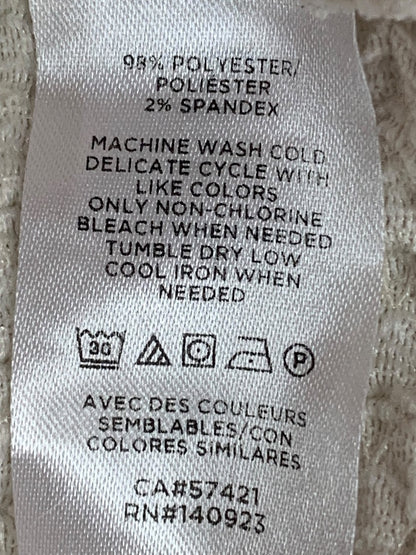 98% POLYESTER/
POLIÉSTER
2% SPANDEX
MACHINE WASH COLD
DELICATE CYCLE WITH
LIKE COLORS
ONLY NON-CHLORINE
BLEACH WHEN NEEDED
TUMBLE DRY LOW
COOL IRON WHEN
NEEDED
30 P
AVEC DES COULEURS
SEMBLABLES/CON
COLORES SIMILARES
CA#57421
RN#140923